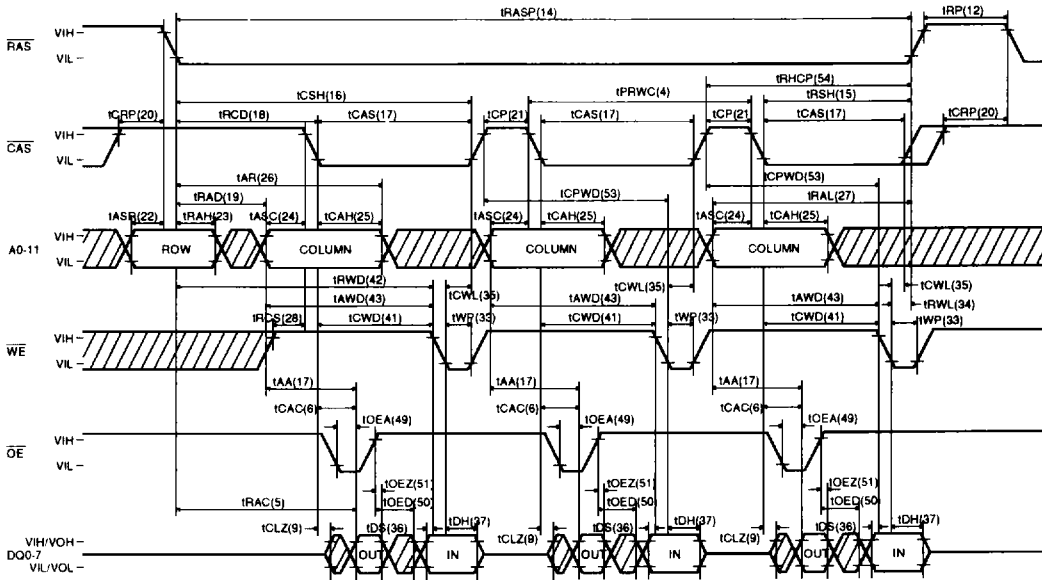 tRASP(14)
tRP(12)
RAS
VIH
VIL
tRHCP(54)
tCSH(16)
tPRWC(4)
tRSH(15)
tCRP(20)
tRCD(18)
tCAS(17)
tCP(21)
tCAS(17)
tCP(21)
tCAS(17)
tCRP(20)
CAS
VIH
VIL
tAR(26)
tCPWD(53)
tCPWD(53)
tRAD(19)
tRAL(27)
tASR(22)
tRAH(23)
tASC(24)
tCAH(25)
tASC(24)
tCAH(25)
tASC(24)
tCAH(25)
A0-11
VIH
VIL
ROW
COLUMN
COLUMN
COLUMN
tRWD(42)
tCWL(35)
tCWL(35)
tCWL(35)
tAWD(43)
tAWD(43)
tAWD(43)
tRWL(34)
tRCS(28)
tCWD(41)
tWP(33)
tCWD(41)
tWP(33)
tCWD(41)
tWP(33)
WE
VIH
VIL
tAA(17)
tAA(17)
tAA(17)
tCAC(6)
tOEA(49)
tCAC(6)
tOEA(49)
tCAC(6)
tOEA(49)
OE
VIH
VIL
tOEZ(51)
tOEZ(51)
tOEZ(51)
tRAC(5)
tOED(50)
tOED(50)
tOED(50)
tCLZ(9)
tDS(36)
tDH(37)
tCLZ(9)
tDS(36)
tDH(37)
tCLZ(9)
tDS(36)
tDH(37)
VIH/VOH
DQ0-7
VIL/VOL
OUT
IN
OUT
IN
OUT
IN